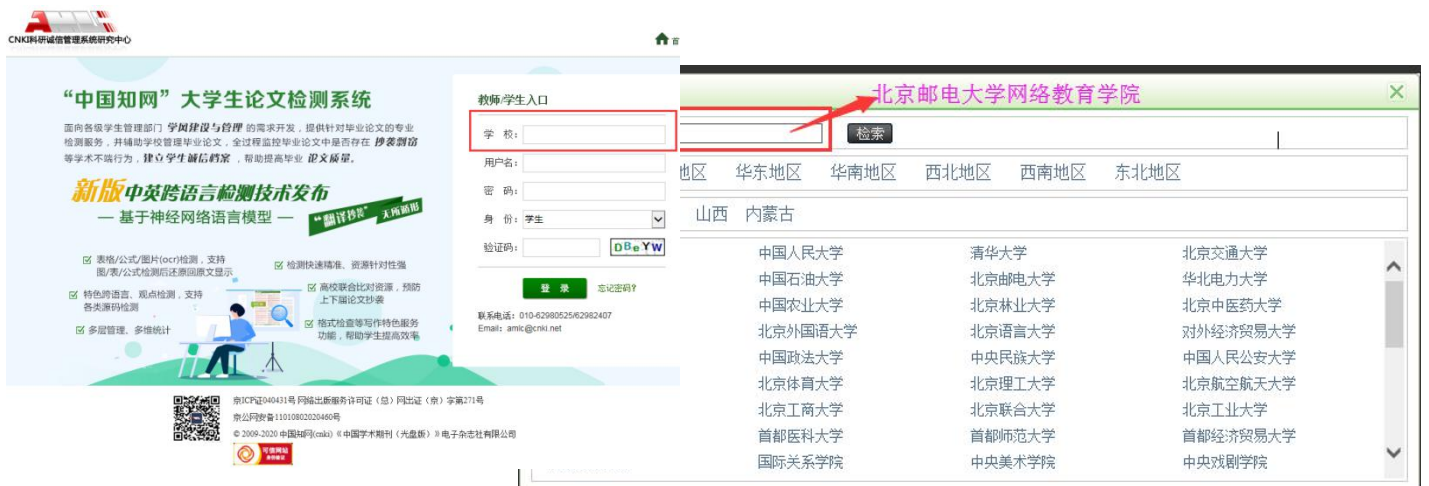 CNKI科研诚信管理系统研究中心
首
“中国知网”大学生论文检测系统
面向各级学生管理部门 学风建设与管理 的需求开发，提供针对毕业论文的专业
检测服务，并辅助学校管理毕业论文，全过程监控毕业论文中是否存在 抄袭剽窃
等学术不端行为，建立学生诚信档案 ，帮助提高毕业 论文质量。
新版中英跨语言检测技术发布
— 基于神经网络语言模型 —
“翻译抄袭” 无所遁形
表格/公式/图片(ocr)检测，支持
图/表/公式检测后还原回原文显示
检测快速精准、资源针对性强
特色跨语言、观点检测，支持
各类源码检测
高校联合比对资源，预防
上下届论文抄袭
多层管理、多维统计
格式检查等写作特色服务
功能，帮助学生提高效率
教师/学生入口
学 校：
用户名：
密 码：
身 份：学生
验证码：
DBeYW
登 录 忘记密码?
联系电话：010-62980525/62982407
Email：amic@cnki.net
京ICP证040431号 网络出版服务许可证（总）网出证（京）字第271号
京公网安备11010802020460号
© 2009-2020 中国知网(cnki)《中国学术期刊（光盘版）》电子杂志社有限公司
可信网站
身份验证
北京邮电大学网络教育学院
检索
地区 华东地区 华南地区 西北地区 西南地区 东北地区
山西 内蒙古
中国人民大学 清华大学 北京交通大学
中国石油大学 北京邮电大学 华北电力大学
中国农业大学 北京林业大学 北京中医药大学
北京外国语大学 北京语言大学 对外经济贸易大学
中国政法大学 中央民族大学 中国人民公安大学
北京体育大学 北京理工大学 北京航空航天大学
北京工商大学 北京联合大学 北京工业大学
首都医科大学 首都师范大学 首都经济贸易大学
国际关系学院 中央美术学院 中央戏剧学院